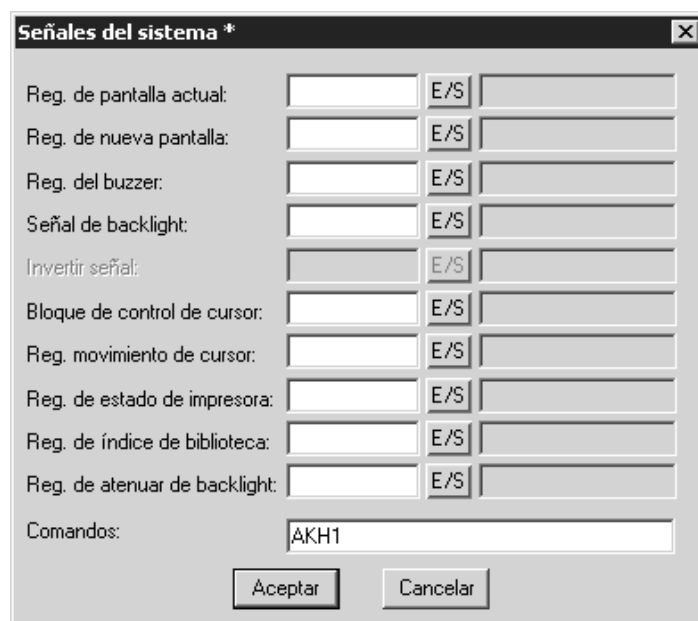 Señales del sistema *
Reg. de pantalla actual: E/S
Reg. de nueva pantalla: E/S
Reg. del buzzer: E/S
Señal de backlight: E/S
Invertir señal: E/S
Bloque de control de cursor: E/S
Reg. movimiento de cursor: E/S
Reg. de estado de impresora: E/S
Reg. de índice de biblioteca: E/S
Reg. de atenuar de backlight: E/S
Comandos: AKH1
Aceptar Cancelar